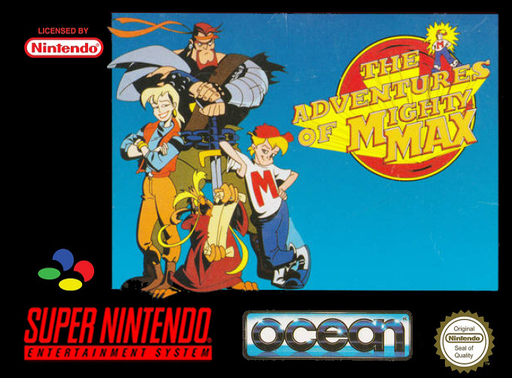 LICENSED BY
Nintendo
THE
ADVENTURES
OF MIGHTY
MAX
M
M
SUPER NINTENDO
ENTERTAINMENT SYSTEM
ocean
Original
Nintendo
Seal of
Quality